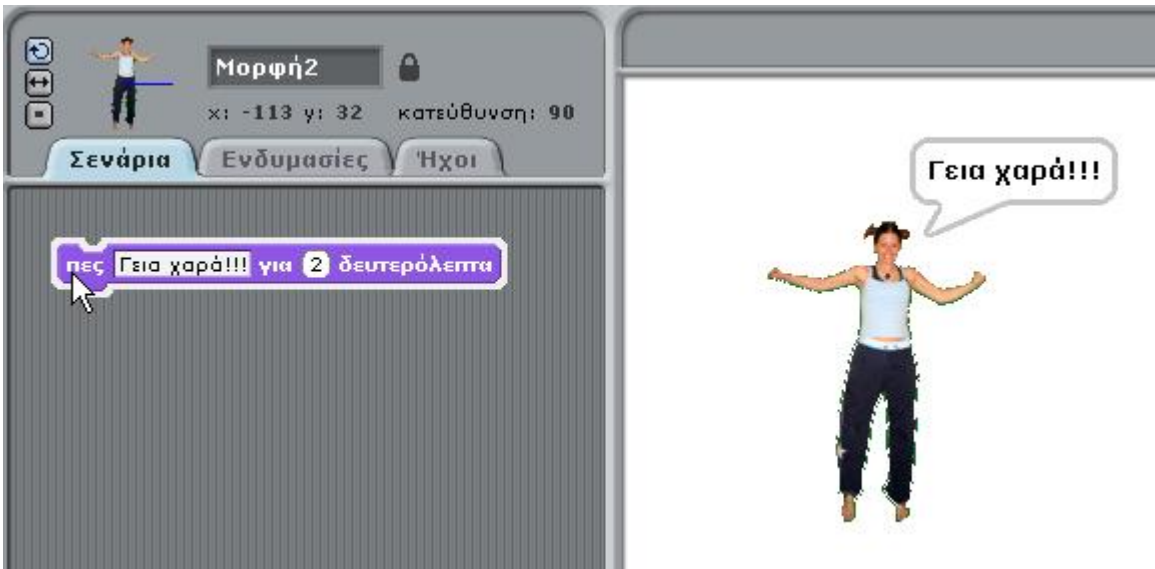 Μορφή2
x: -113 y: 32 κατεύθυνση: 90
Σενάρια Ενδυμασίες Ήχοι
πες Γεια χαρά!!! για 2 δευτερόλεπτα
Γεια χαρά!!!